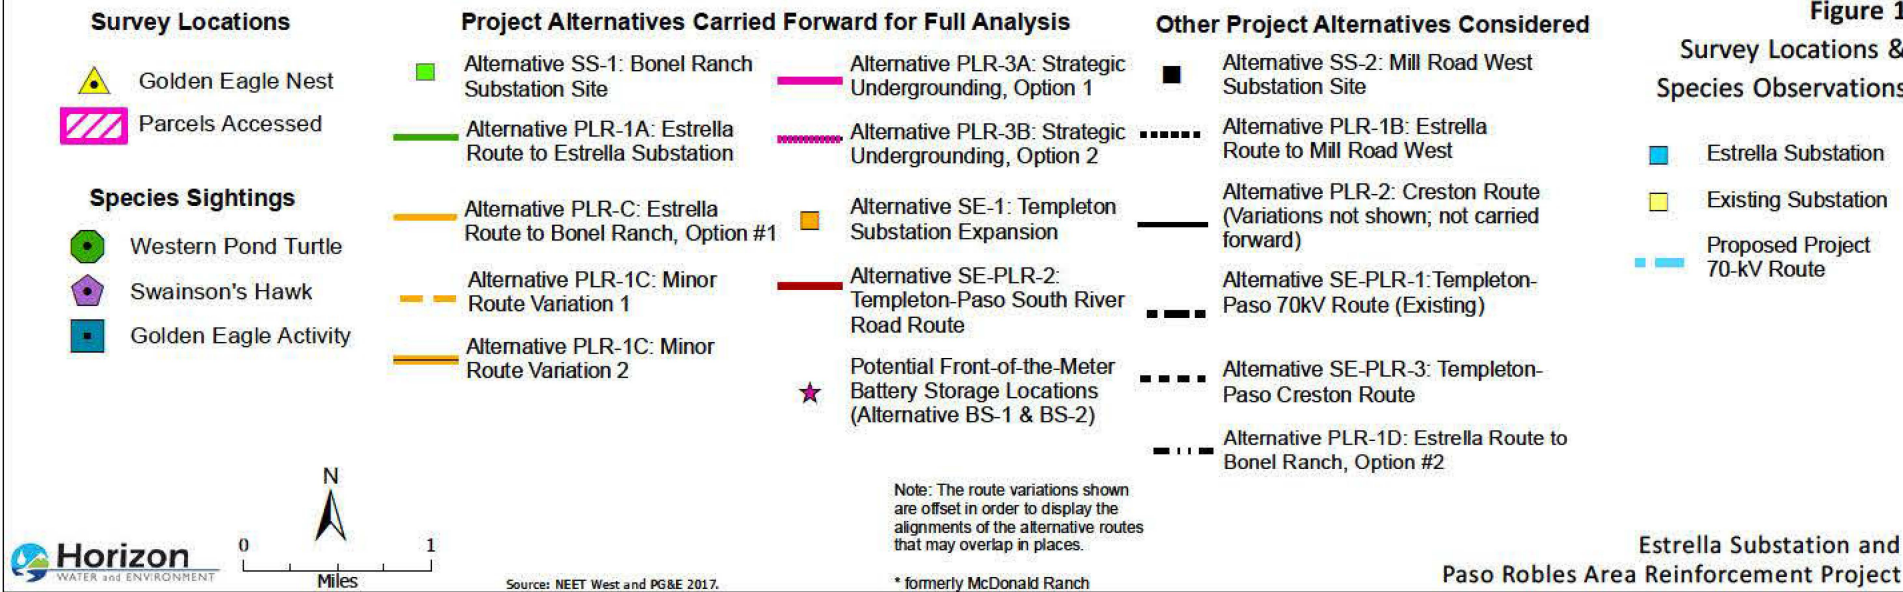 Survey Locations
Golden Eagle Nest
Parcels Accessed
Species Sightings
Western Pond Turtle
Swainson's Hawk
Golden Eagle Activity
Project Alternatives Carried Forward for Full Analysis
Alternative SS-1: Bonel Ranch
Substation Site
Alternative PLR-1A: Estrella
Route to Estrella Substation
Alternative PLR-C: Estrella
Route to Bonel Ranch, Option #1
Alternative PLR-1C: Minor
Route Variation 1
Alternative PLR-1C: Minor
Route Variation 2
Alternative PLR-3A: Strategic
Undergrounding, Option 1
Alternative PLR-3B: Strategic
Undergrounding, Option 2
Alternative SE-1: Templeton
Substation Expansion
Alternative SE-PLR-2:
Templeton-Paso South River
Road Route
Potential Front-of-the-Meter
Battery Storage Locations
(Alternative BS-1 & BS-2)
Other Project Alternatives Considered
Alternative SS-2: Mill Road West
Substation Site
Alternative PLR-1B: Estrella
Route to Mill Road West
Alternative PLR-2: Creston Route
(Variations not shown; not carried
forward)
Alternative SE-PLR-1:Templeton-
Paso 70kV Route (Existing)
Alternative SE-PLR-3: Templeton-
Paso Creston Route
Alternative PLR-1D: Estrella Route to
Bonel Ranch, Option #2
Figure 1
Survey Locations &
Species Observations
Estrella Substation
Existing Substation
Proposed Project
70-kV Route
Horizon
WATER and ENVIRONMENT
N
0 1
Miles
Source: NEET West and PG&E 2017.
Note: The route variations shown
are offset in order to display the
alignments of the alternative routes
that may overlap in places.
* formerly McDonald Ranch
Estrella Substation and
Paso Robles Area Reinforcement Project